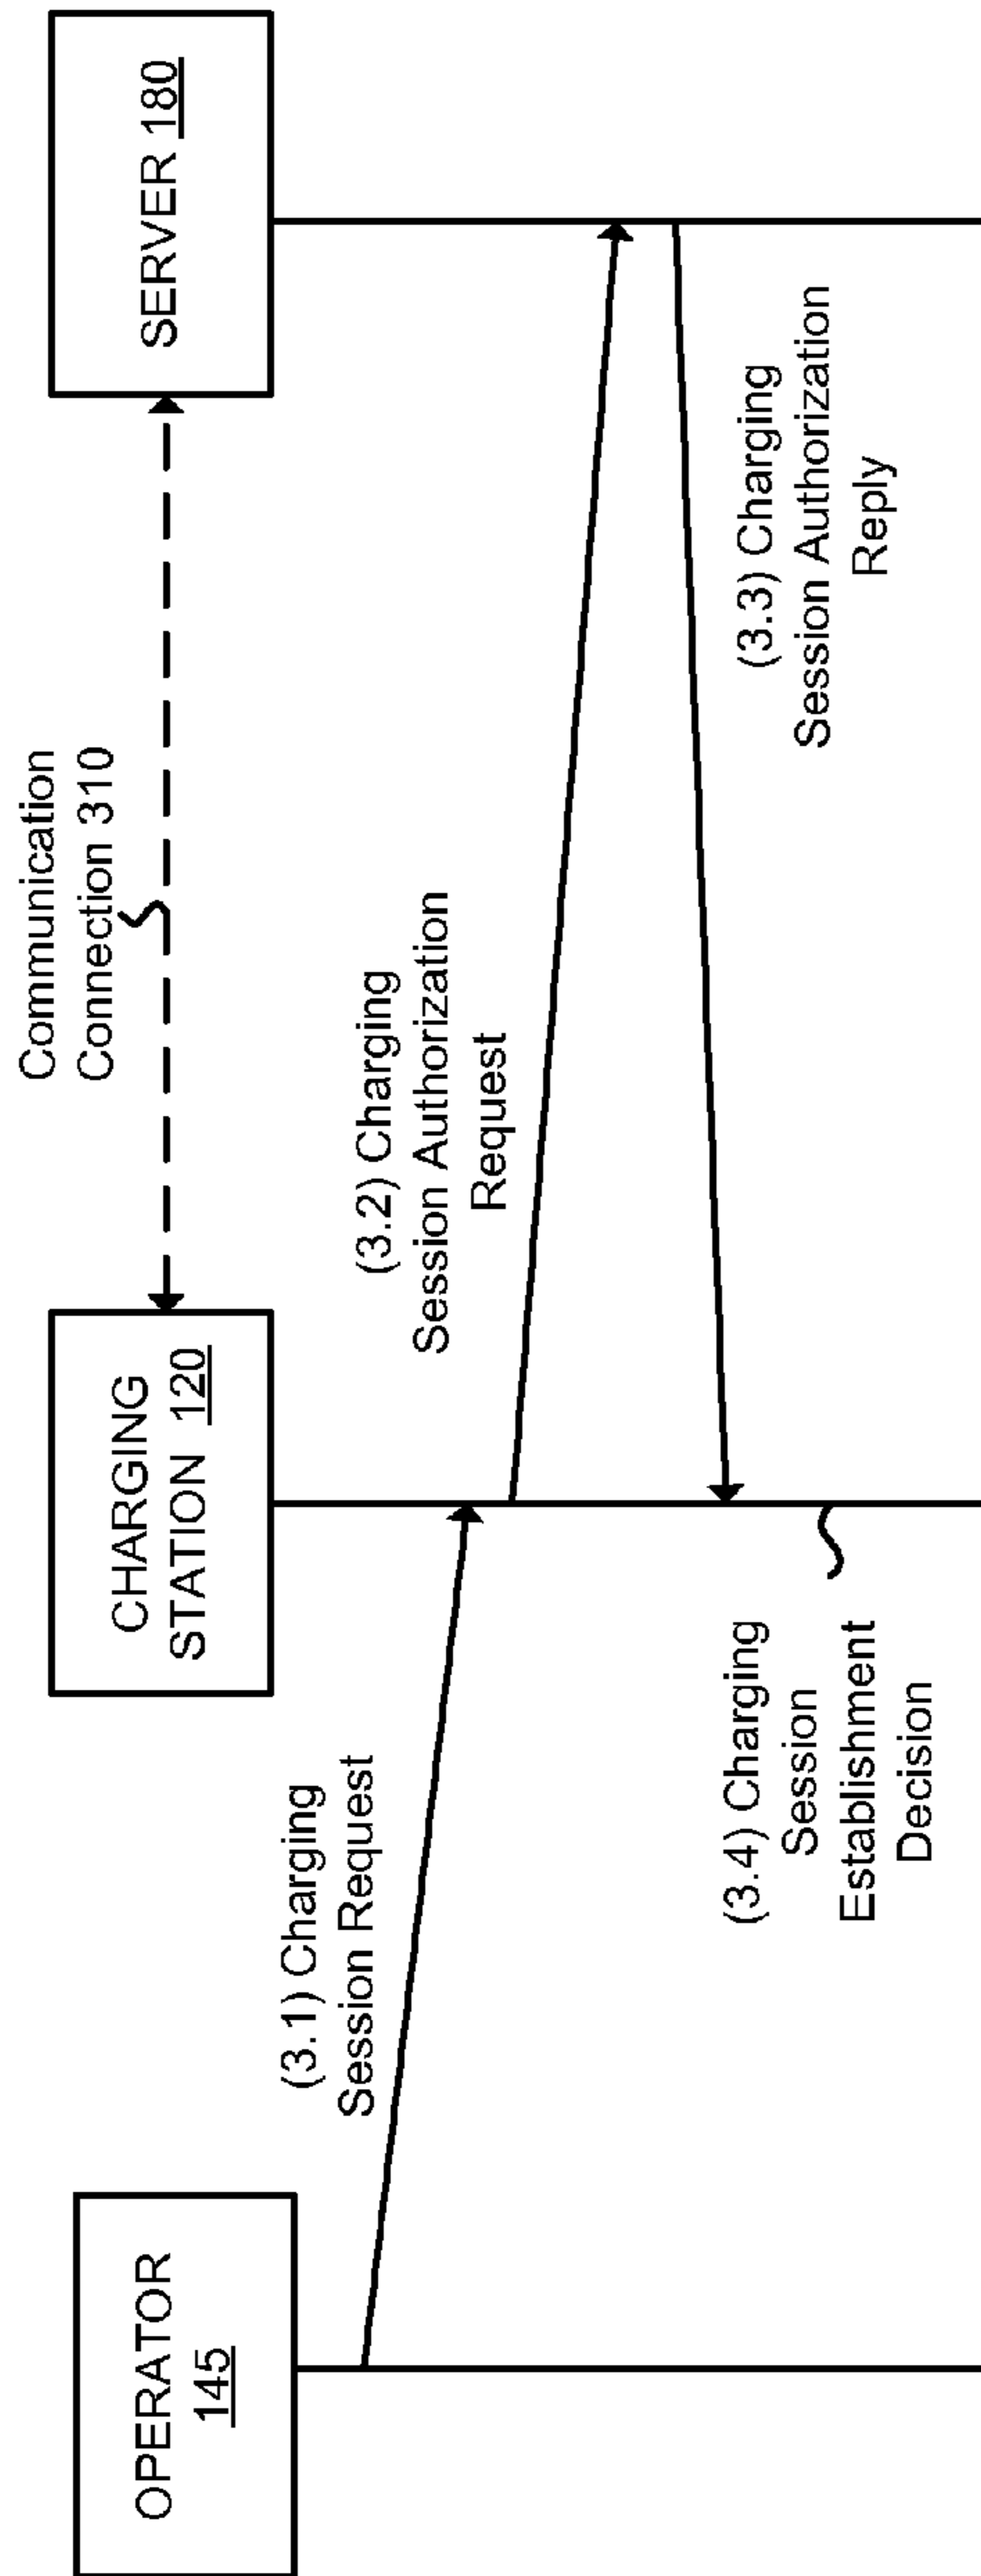 OPERATOR
145
CHARGING
STATION 120
SERVER 180
Communication
Connection 310
(3.1) Charging
Session Request
(3.2) Charging
Session Authorization
Request
(3.3) Charging
Session Authorization
Reply
(3.4) Charging
Session
Establishment
Decision